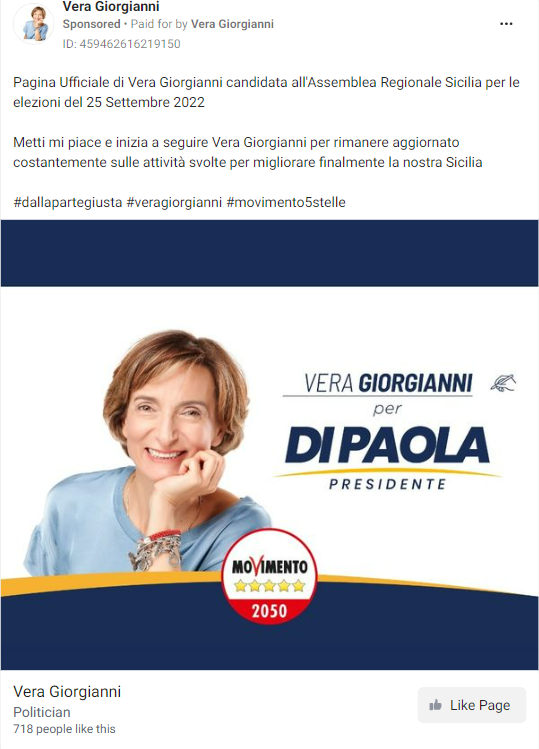 Vera Giorgianni
Sponsored • Paid for by Vera Giorgianni
ID: 459462616219150
Pagina Ufficiale di Vera Giorgianni candidata all'Assemblea Regionale Sicilia per le
elezioni del 25 Settembre 2022
Metti mi piace e inizia a seguire Vera Giorgianni per rimanere aggiornato
costantemente sulle attività svolte per migliorare finalmente la nostra Sicilia
#dallapartegiusta #veragiorgianni #movimento5stelle
VERA GIORGIANNI
per
DI PAOLA
PRESIDENTE
MOVIMENTO
2050
Vera Giorgianni
Politician
718 people like this
Like Page